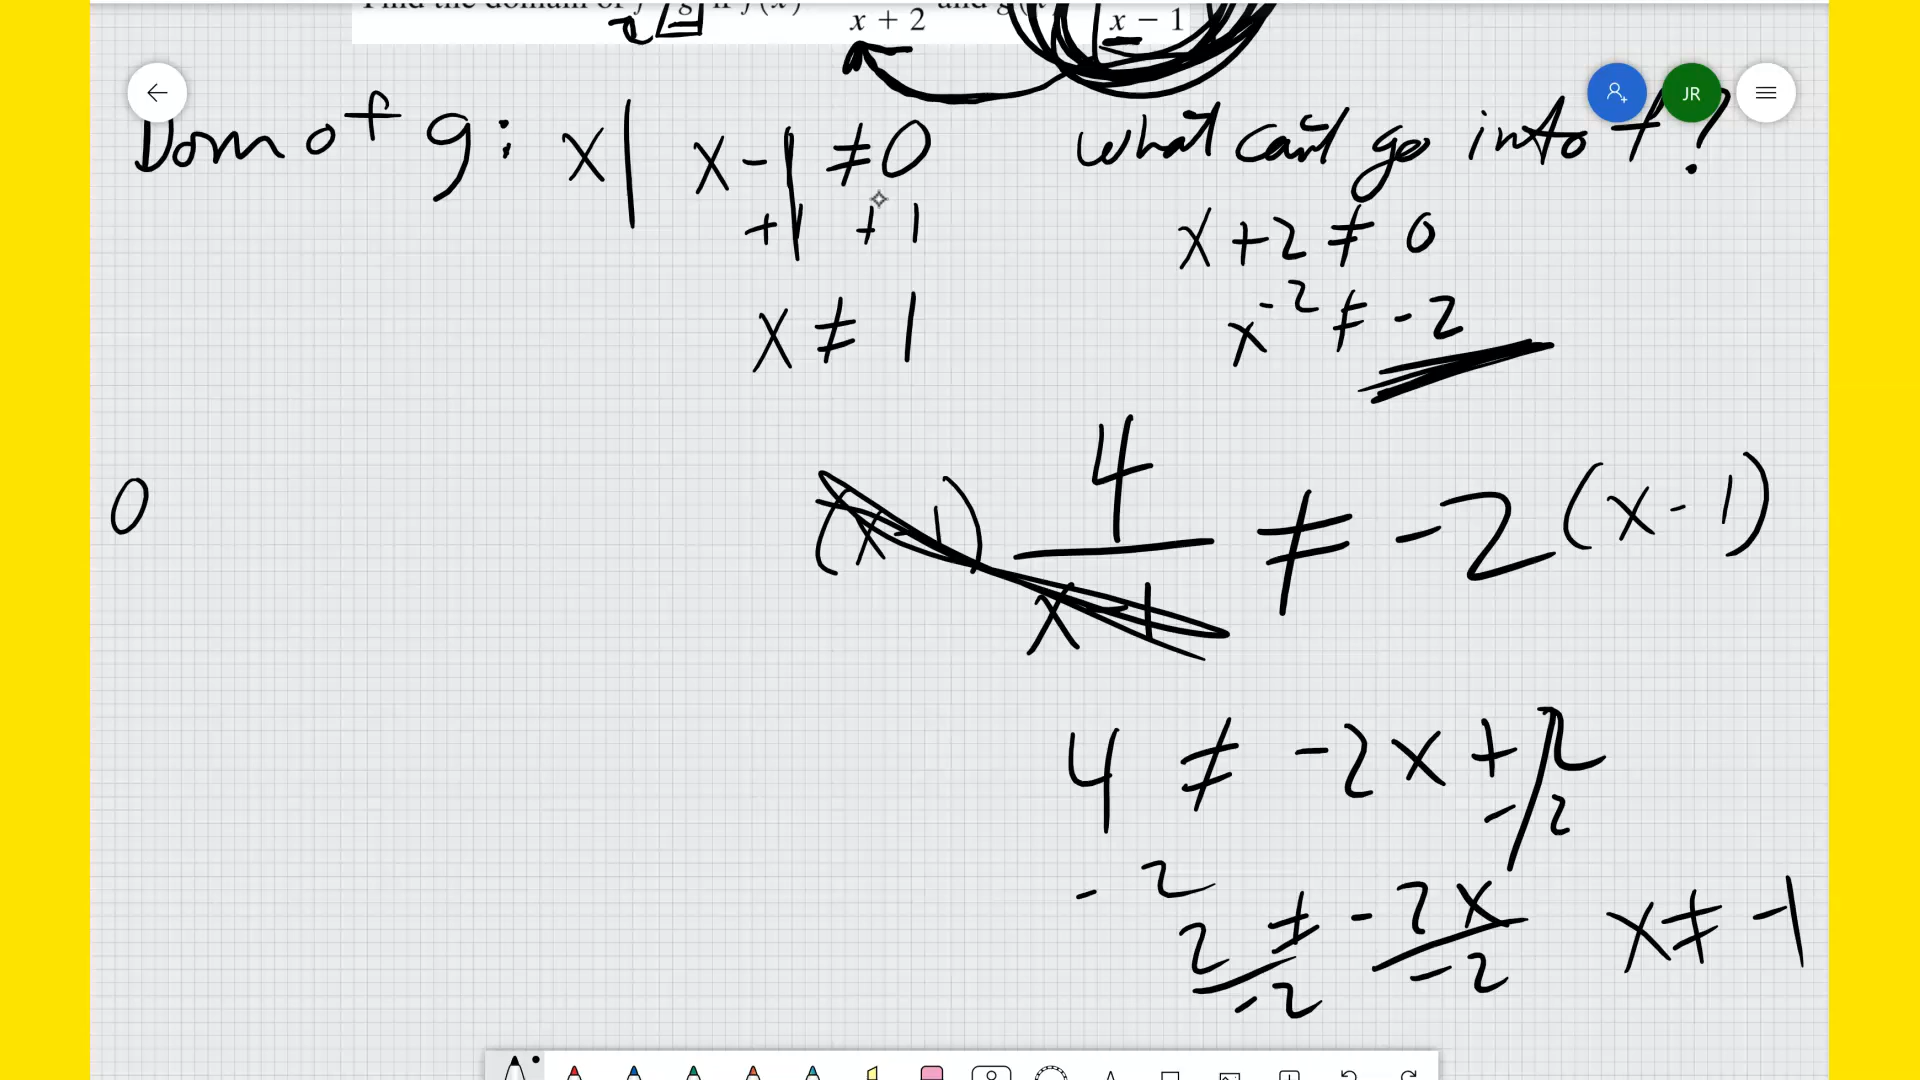 x + 2
x − 1
JR
Dom of g: x | x - 1 ≠ 0
+1 +1
x ≠ 1
What can't go into f?
x + 2 ≠ 0
-2
x ≠ -2
0
(x-1) 4 ≠ -2(x-1)
x-1
4 ≠ -2x + 2
-2
-2
2 ≠ -2x x ≠ -1
-2 -2